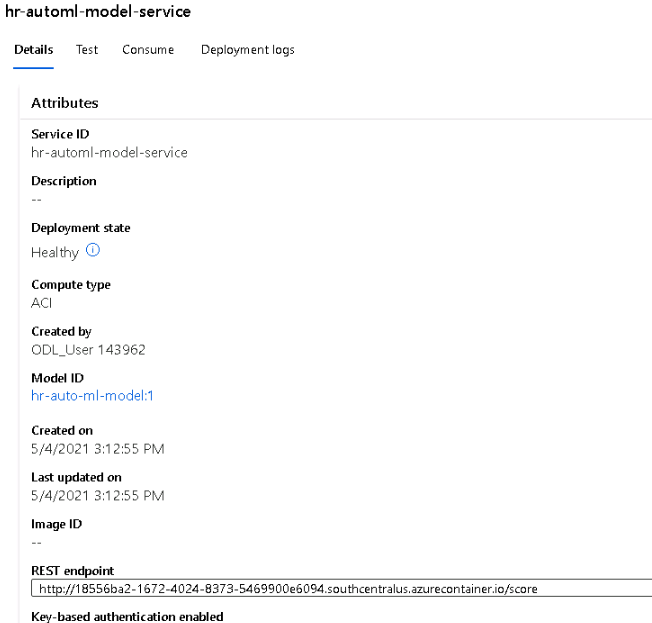 hr-automl-model-service
Details Test Consume Deployment logs
Attributes
Service ID
hr-automl-model-service
Description
--
Deployment state
Healthy
Compute type
ACI
Created by
ODL_User 143962
Model ID
hr-auto-ml-model:1
Created on
5/4/2021 3:12:55 PM
Last updated on
5/4/2021 3:12:55 PM
Image ID
--
REST endpoint
http://18556ba2-1672-4024-8373-5469900e6094.southcentralus.azurecontainer.io/score
Key-based authentication enabled